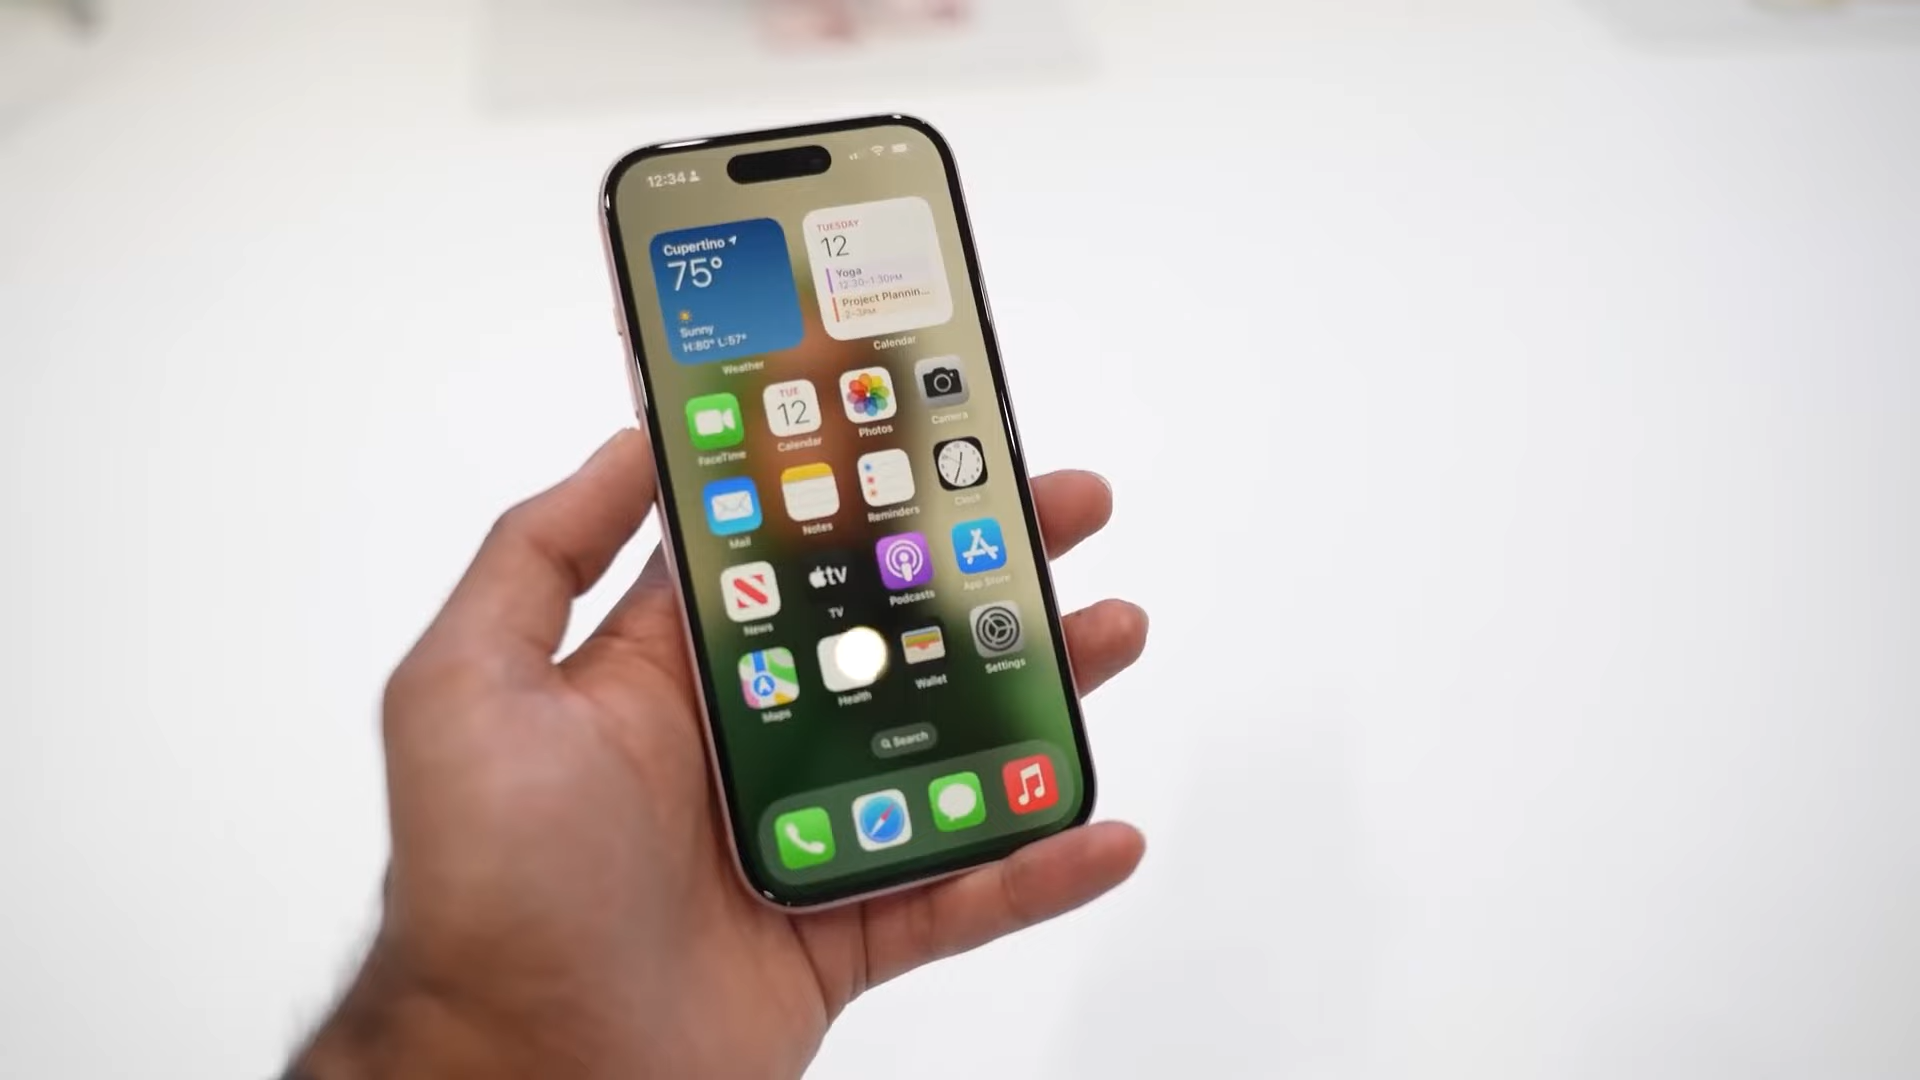 12:34
Cupertino
75°
Sunny
H:80° L:57°
Weather
TUESDAY
12
Yoga
12:30–1:30PM
Project Plannin...
2–3PM
Calendar
FaceTime
TUE
12
Calendar
Photos
Camera
Mail
Notes
Reminders
Clock
News
tv
TV
Podcasts
App Store
Maps
Health
Wallet
Settings
Search